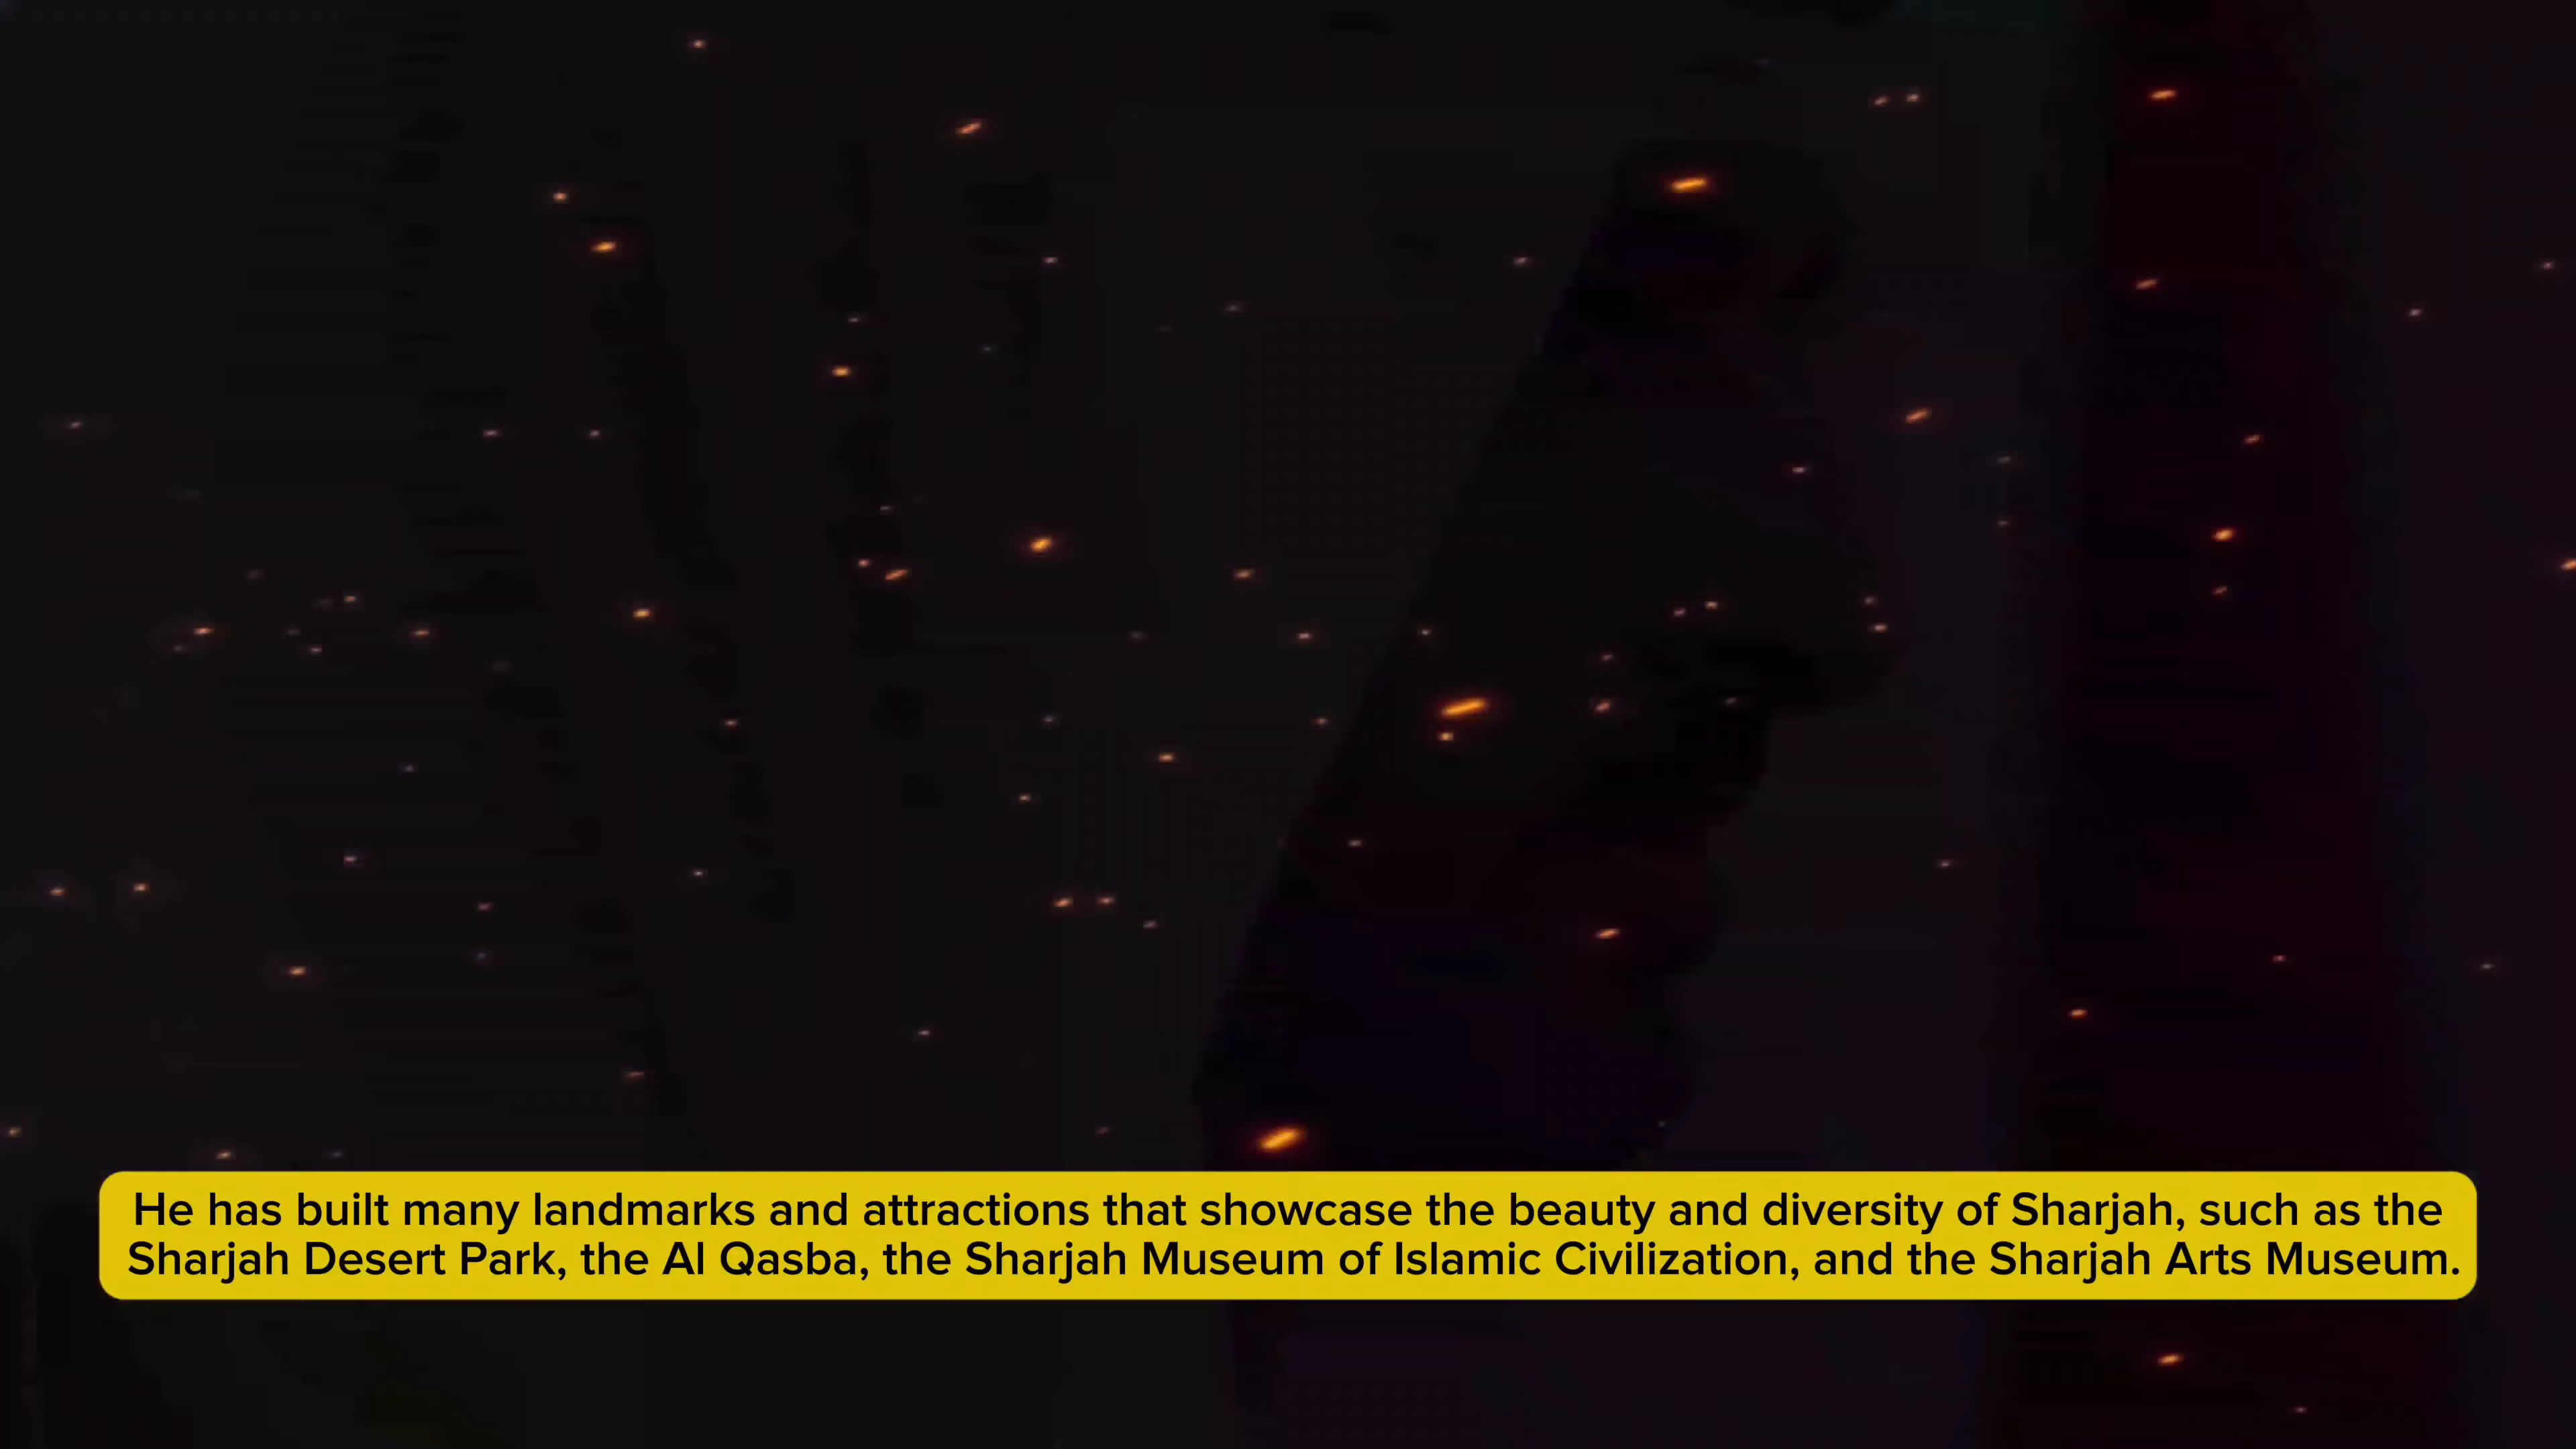 He has built many landmarks and attractions that showcase the beauty and diversity of Sharjah, such as the
Sharjah Desert Park, the Al Qasba, the Sharjah Museum of Islamic Civilization, and the Sharjah Arts Museum.